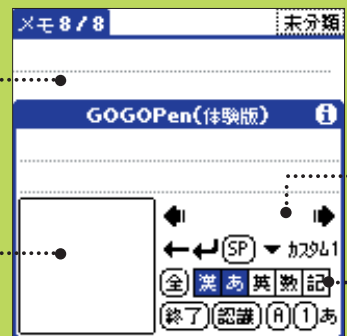 メモ8/8 未分類
GOGOPen(体験版)
SP カスタム1
全 漢 あ 英 数 記
終了 認識 A 1 あ